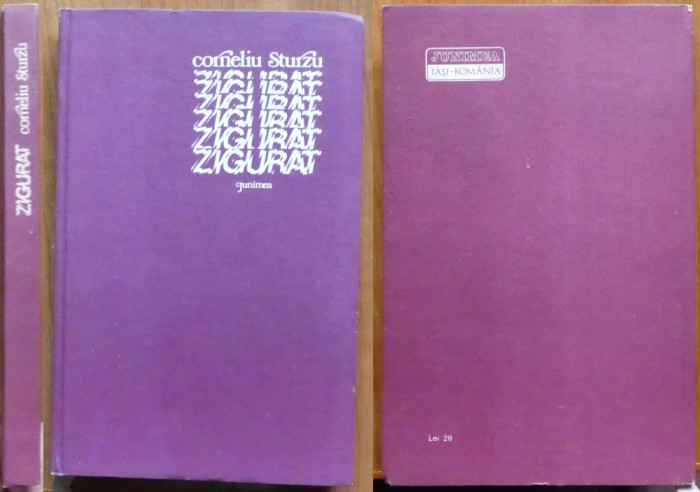 ZIGURAT corneliu Sturzu
corneliu Sturzu
ZIGURAT
ZIGURAT
ZIGURAT
ZIGURAT
ZIGURAT
Junimea
JUNIMEA
IAȘI-ROMÂNIA
Lei 20